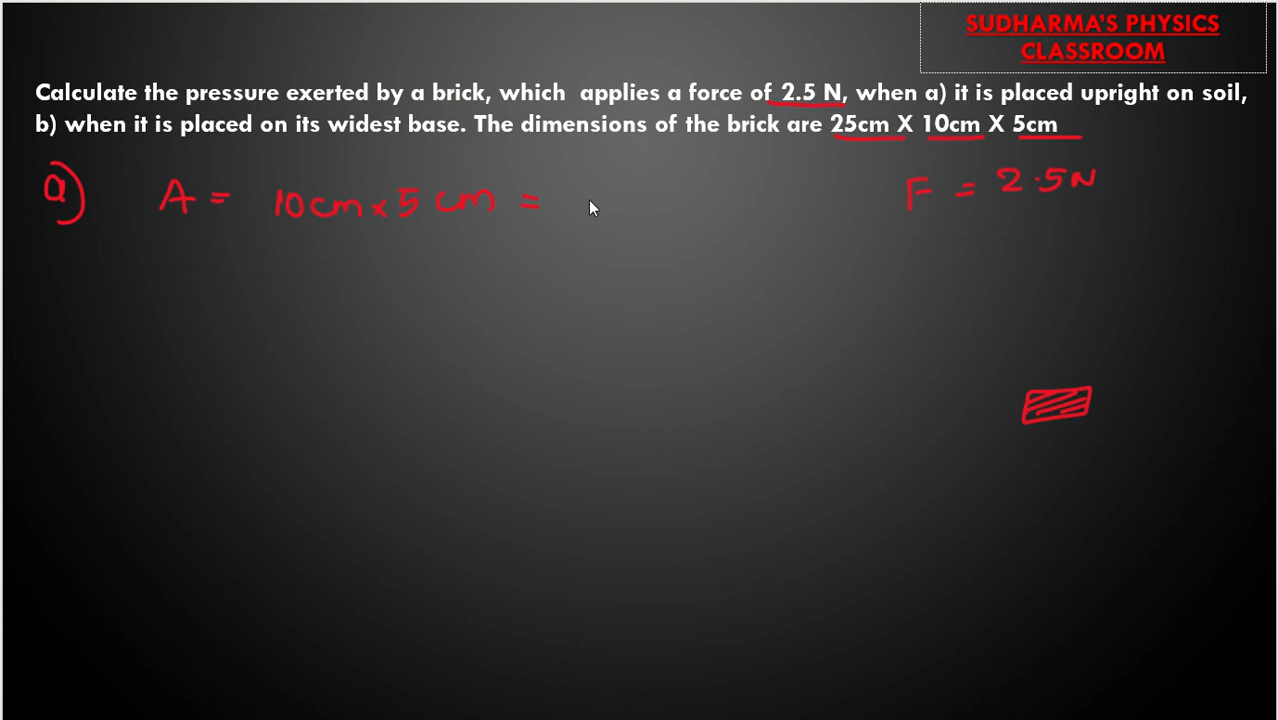 SUDHARMA'S PHYSICS
CLASSROOM
Calculate the pressure exerted by a brick, which applies a force of 2.5 N, when a) it is placed upright on soil,
b) when it is placed on its widest base. The dimensions of the brick are 25cm X 10cm X 5cm
a) A = 10cm x 5 cm =
F = 2.5N